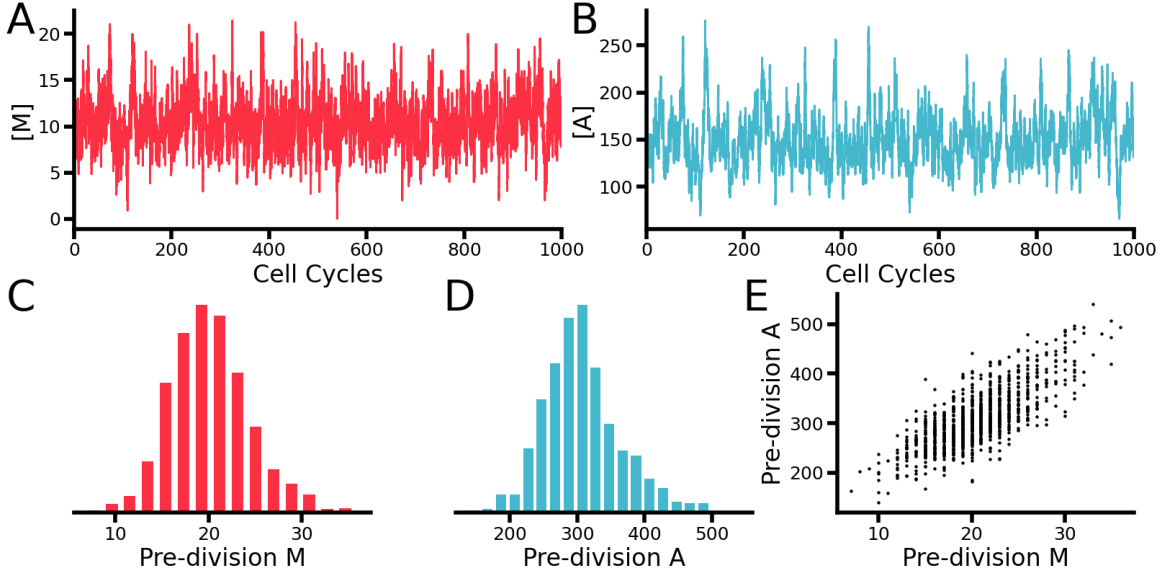 A
[M]
20
15
10
5
0
0 200 400 600 800 1000
Cell Cycles
B
[A]
250
200
150
100
0 200 400 600 800 1000
Cell Cycles
C
10 20 30
Pre-division M
D
200 300 400 500
Pre-division A
E
Pre-division A
500
400
300
200
10 20 30
Pre-division M